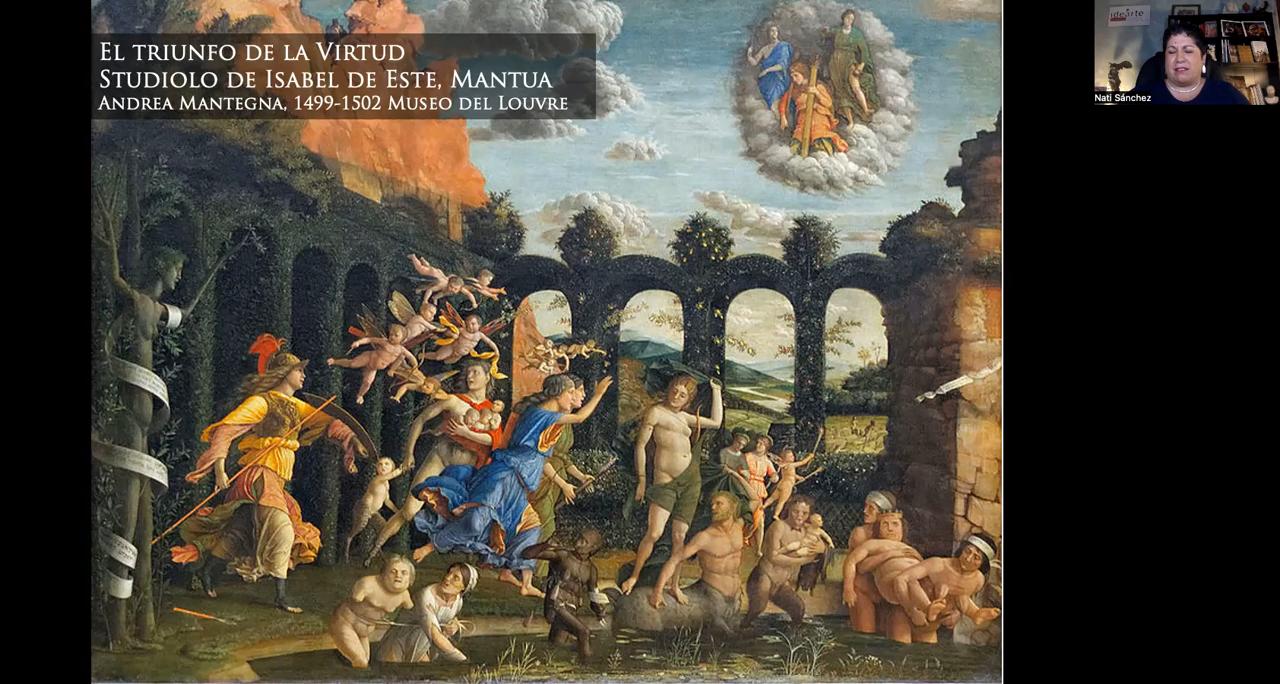 El triunfo de la Virtud
Studiolo de Isabel de Este, Mantua
Andrea Mantegna, 1499-1502 Museo del Louvre
idearte
Nati Sánchez